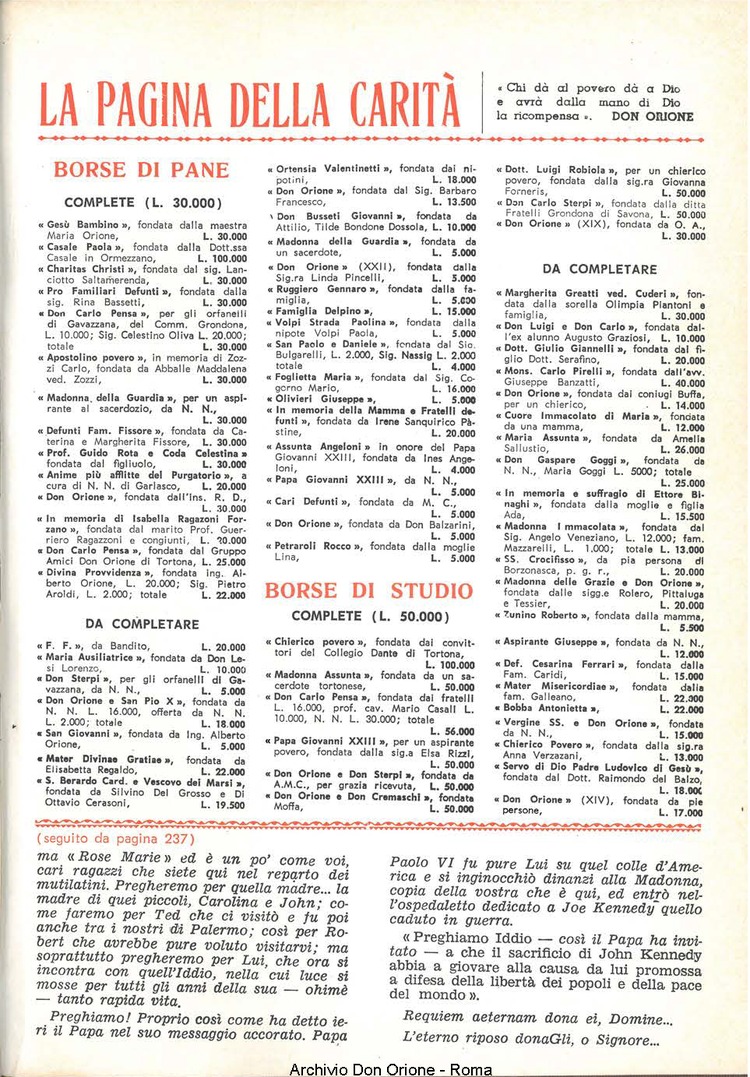 LA PAGINA DELLA CARITÀ
« Chi dà al povero dà a Dio
e avrà dalla mano di Dio
la ricompensa ». DON ORIONE
BORSE DI PANE
COMPLETE (L. 30.000)
« Gesù Bambino », fondata dalla maestra
Maria Orione, L. 30.000
« Casale Paola », fondata dalla Dott.ssa
Casale in Ormezzano, L. 100.000
« Charitas Christi », fondata dal sig. Lan-
ciotto Saltamerenda, L. 30.000
« Pro Familiari Defunti », fondata dalla
sig. Rina Bassetti, L. 30.000
« Don Carlo Pensa », per gli orfanelli
di Gavazzana, del Comm. Grondona,
L. 10.000; Sig. Celestino Oliva L. 20.000;
totale L. 30.000
« Apostolino povero », in memoria di Zoz-
zi Carlo, fondata da Abballe Maddalena
ved. Zozzi, L. 30.000
« Madonna della Guardia », per un aspi-
rante al sacerdozio, da N. N.,
L. 30.000
« Defunti Fam. Fissore », fondata da Ca-
terina e Margherita Fissore, L. 30.000
« Prof. Guido Rota e Coda Celestina »
fondata dal figliuolo, L. 30.000
« Anime più afflitte del Purgatorio », a
cura di N. N. di Garlasco, L. 20.000
« Don Orione », fondata dall'Ins. R. D.,
L. 30.000
« In memoria di Isabella Ragazoni For-
zano », fondata dal marito Prof. Guer-
riero Ragazzoni e congiunti, L. 20.000
« Don Carlo Pensa », fondata dal Gruppo
Amici Don Orione di Tortona, L. 25.000
« Divina Provvidenza », fondata ing. Al-
berto Orione, L. 20.000; Sig. Pietro
Aroldi, L. 2.000; totale L. 22.000
DA COMPLETARE
« F. F. », da Bandito, L. 20.000
« Maria Ausiliatrice », fondata da Don Le-
si Lorenzo, L. 10.000
« Don Sterpi », per gli orfanelli di Ga-
vazzana, da N. N., L. 5.000
« Don Orione e San Pio X », fondata da
N. N. L. 16.000, offerta da N. N.
L. 2.000; totale L. 18.000
« San Giovanni », fondata da Ing. Alberto
Orione, L. 5.000
« Mater Divinae Gratiae », fondata da
Elisabetta Regaldo, L. 22.000
« S. Berardo Card. e Vescovo dei Marsi »,
fondata da Silvino Del Grosso e Di
Ottavio Cerasoni, L. 19.500
« Ortensia Valentinetti », fondata dai ni-
potini, L. 18.000
« Don Orione », fondata dal Sig. Barbaro
Francesco, L. 13.500
« Don Busseti Giovanni », fondata da
Attilio, Tilde Bondone Dossola, L. 10.000
« Madonna della Guardia », fondata da
un sacerdote, L. 5.000
« Don Orione » (XXII), fondata dalla
Sig.ra Linda Pincelli, L. 5.000
« Ruggiero Gennaro », fondata dalla fa-
miglia, L. 5.000
« Famiglia Delpino », L. 15.000
« Volpi Strada Paolina », fondata dalla
nipote Volpi Paola, L. 5.000
« San Paolo e Daniele », fondata dal Sig.
Bulgarelli, L. 2.000, Sig. Nassig L. 2.000
totale L. 4.000
« Foglietta Maria », fondata dal Sig. Co-
gorno Mario, L. 16.000
« Olivieri Giuseppe », L. 5.000
« In memoria della Mamma e Fratelli de-
funti », fondata da Irene Sanquirico Pà-
stine, L. 20.000
« Assunta Angeloni » in onore del Papa
Giovanni XXIII, fondata da Ines Ange-
loni, L. 4.000
« Papa Giovanni XXIII », da N. N.,
L. 5.000
« Cari Defunti », fondata da M. C.,
L. 5.000
« Don Orione », fondata da Don Balzarini,
L. 5.000
« Petraroli Rocco », fondata dalla moglie
Lina, L. 5.000
BORSE DI STUDIO
COMPLETE (L. 50.000)
« Chierico povero », fondata dai convit-
tori del Collegio Dante di Tortona,
L. 100.000
« Madonna Assunta », fondata da un sa-
cerdote tortonese, L. 50.000
« Don Carlo Pensa », fondata dai fratelli
L. 16.000, prof. cav. Mario Casall L.
10.000, N. N. L. 30.000; totale
L. 56.000
« Papa Giovanni XXIII », per un aspirante
povero, fondata dalla sig.a Elsa Rizzi,
L. 50.000
« Don Orione e Don Sterpi », fondata da
A.M.C., per grazia ricevuta, L. 50.000
« Don Orione e Don Cremaschi », fondata
Moffa, L. 50.000
« Dott. Luigi Robiola », per un chierico
povero, fondata dalla sig.ra Giovanna
Forneris, L. 50.000
« Don Carlo Sterpi », fondata dalla ditta
Fratelli Grondona di Savona, L. 50.000
« Don Orione » (XIX), fondata da O. A.,
L. 30.000
DA COMPLETARE
« Margherita Greatti ved. Cuderi », fon-
data dalla sorella Olimpia Plantoni e
famiglia, L. 30.000
« Don Luigi e Don Carlo », fondata dal-
l'ex alunno Augusto Graziosi, L. 10.000
« Dott. Giulio Giannelli », fondata dal fi-
glio Dott. Serafino, L. 20.000
« Mons. Carlo Pirelli », fondata dall'avv.
Giuseppe Banzatti, L. 40.000
« Don Orione », fondata dai coniugi Buffa,
per un chierico, L. 14.000
« Cuore Immacolato di Maria », fondata
da una mamma, L. 12.000
« Maria Assunta », fondata da Amelia
Sallustio, L. 26.000
« Don Gaspare Goggi », fondata da
N. N., Maria Goggi L. 5000; totale
L. 25.000
« In memoria e suffragio di Ettore Bi-
naghi », fondata dalla moglie e figlia
Ada, L. 15.500
« Madonna Immacolata », fondata dal
Sig. Angelo Veneziano, L. 12.000; fam.
Mazzarelli, L. 1.000; totale L. 13.000
« SS. Crocifisso », da pia persona di
Borzonasca, p. g. r., L. 20.000
« Madonna delle Grazie e Don Orione »,
fondata dalle sigg.e Rolero, Pittaluga
e Tessier, L. 20.000
« Zunino Roberto », fondata dalla mamma,
L. 5.500
« Aspirante Giuseppe », fondata da N. N.,
L. 12.000
« Def. Cesarina Ferrari », fondata dalla
Fam. Caridi, L. 15.000
« Mater Misericordiae », fondata dalla
fam. Galleano, L. 22.000
« Bobba Antonietta », L. 22.000
« Vergine SS. e Don Orione », fondata
da N. N., L. 15.000
« Chierico Povero », fondata dalla sig.ra
Anna Verzazani, L. 13.000
« Servo di Dio Padre Ludovico di Gesù »,
fondata dal Dott. Raimondo del Balzo,
L. 18.000
« Don Orione » (XIV), fondata da pie
persone, L. 17.000
(seguito da pagina 237)
ma « Rose Marie » ed è un po' come voi,
cari ragazzi che siete qui nel reparto dei
mutilatini. Pregheremo per quella madre... la
madre di quei piccoli, Carolina e John; co-
me faremo per Ted che ci visitò e fu poi
anche tra i nostri di Palermo; così per Ro-
bert che avrebbe pure voluto visitarvi; ma
soprattutto pregheremo per Lui, che ora si
incontra con quell'Iddio, nella cui luce si
mosse per tutti gli anni della sua — ohimè
— tanto rapida vita.
Preghiamo! Proprio così come ha detto ie-
ri il Papa nel suo messaggio accorato. Papa
Paolo VI fu pure Lui su quel colle d'Ame-
rica e si inginocchiò dinanzi alla Madonna,
copia della vostra che è qui, ed entrò nel-
l'ospedaletto dedicato a Joe Kennedy quello
caduto in guerra.
« Preghiamo Iddio — così il Papa ha invi-
tato — a che il sacrificio di John Kennedy
abbia a giovare alla causa da lui promossa
a difesa della libertà dei popoli e della pace
del mondo ».
Requiem aeternam dona ei, Domine...
L'eterno riposo donaGli, o Signore...
Archivio Don Orione - Roma